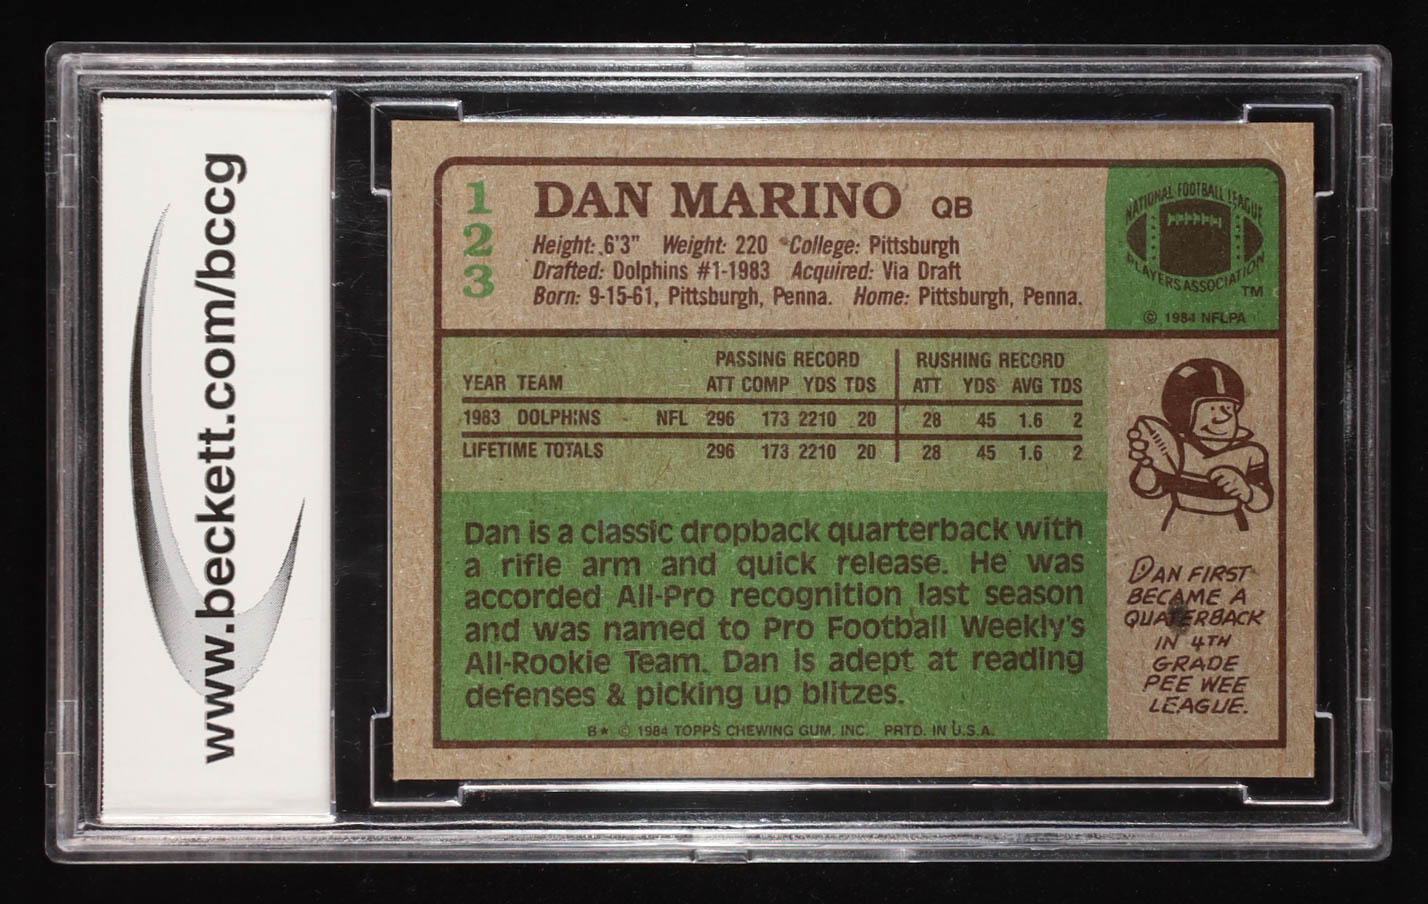 www.beckett.com/bccg
123
DAN MARINO QB
Height: 6'3" Weight: 220 College: Pittsburgh
Drafted: Dolphins #1-1983 Acquired: Via Draft
Born: 9-15-61, Pittsburgh, Penna. Home: Pittsburgh, Penna.
NATIONAL FOOTBALL LEAGUE
PLAYERS ASSOCIATION TM
© 1984 NFLPA
PASSING RECORD RUSHING RECORD
YEAR TEAM ATT COMP YDS TDS ATT YDS AVG TDS
1983 DOLPHINS NFL 296 173 2210 20 28 45 1.6 2
LIFETIME TOTALS 296 173 2210 20 28 45 1.6 2
Dan is a classic dropback quarterback with
a rifle arm and quick release. He was
accorded All-Pro recognition last season
and was named to Pro Football Weekly's
All-Rookie Team. Dan is adept at reading
defenses & picking up blitzes.
DAN FIRST
BECAME A
QUATERBACK
IN 4TH
GRADE
PEE WEE
LEAGUE.
B* © 1984 TOPPS CHEWING GUM, INC. PRTD. IN U.S.A.